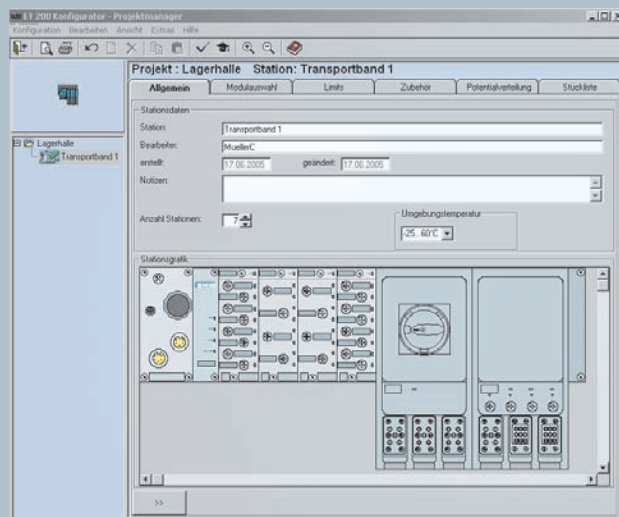 ET 200 Konfigurator - Projektmanager
Konfiguration Bearbeiten Ansicht Extras Hilfe
Projekt : Lagerhalle Station: Transportband 1
Allgemein Modulauswahl Limits Zubehör Potentialverteilung Stückliste
Lagerhalle
Transportband 1
Stationsdaten
Station: Transportband 1
Bearbeiter: MuellerC
erstellt: 17.06.2005 geändert: 17.06.2005
Notizen:
Anzahl Stationen: 7
Umgebungstemperatur
-25...60°C
Stationsgrafik
>>